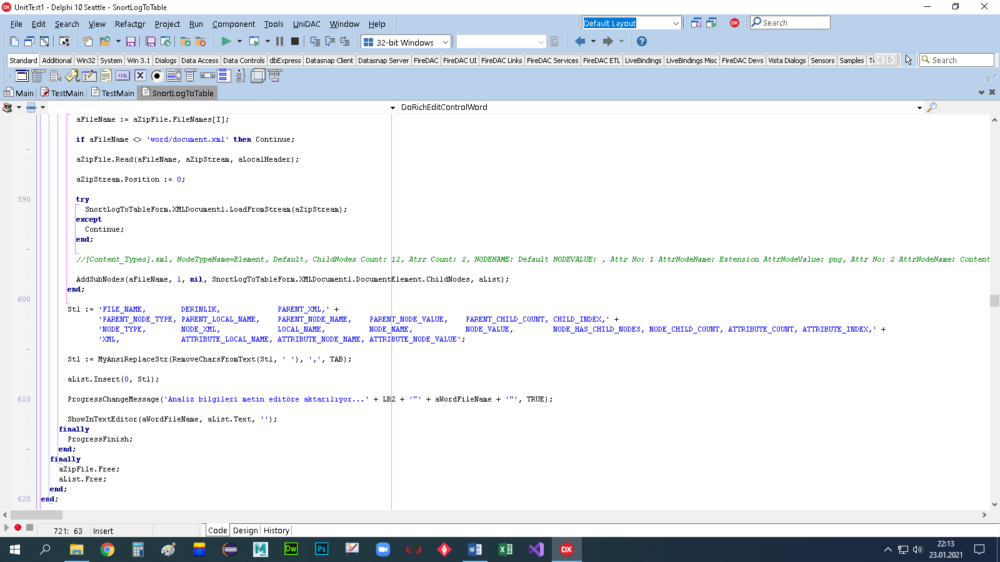 UnitTest1 - Delphi 10 Seattle - SnortLogToTable
File Edit Search View Refactor Project Run Component Tools UniDAC Window Help
Default Layout
Search
32-bit Windows
Standard Additional Win32 System Win 3.1 Dialogs Data Access Data Controls dbExpress Datasnap Client Datasnap Server FireDAC FireDAC UI FireDAC Links FireDAC Services FireDAC ETL LiveBindings LiveBindings Misc FireDAC Devs Vista Dialogs Sensors Samples
Search
OK
Main TestMain TestMain SnortLogToTable
DoRichEditControlWord
aFileName := aZipFile.FileNames[I];
if aFileName <> 'word/document.xml' then Continue;
aZipFile.Read(aFileName, aZipStream, aLocalHeader);
aZipStream.Position := 0;
590 try
SnortLogToTableForm.XMLDocument1.LoadFromStream(aZipStream);
except
Continue;
end;
//[Content_Types].xml, NodeTypeName=Element, Default, ChildNodes Count: 12, Atrr Count: 2, NODENAME: Default NODEVALUE: , Attr No: 1 AttrNodeName: Extension AttrNodeValue: png, Attr No: 2 AttrNodeName: Content
AddSubNodes(aFileName, 1, nil, SnortLogToTableForm.XMLDocument1.DocumentElement.ChildNodes, aList);
end;
600
St1 := 'FILE_NAME, DERINLIK, PARENT_XML,' +
'PARENT_NODE_TYPE, PARENT_LOCAL_NAME, PARENT_NODE_NAME, PARENT_NODE_VALUE, PARENT_CHILD_COUNT, CHILD_INDEX,' +
'NODE_TYPE, NODE_XML, LOCAL_NAME, NODE_NAME, NODE_VALUE, NODE_HAS_CHILD_NODES, NODE_CHILD_COUNT, ATTRIBUTE_COUNT, ATTRIBUTE_INDEX,' +
'XML, ATTRIBUTE_LOCAL_NAME, ATTRIBUTE_NODE_NAME, ATTRIBUTE_NODE_VALUE';
St1 := MyAnsiReplaceStr(RemoveCharsFromText(St1, ' '), ',', TAB);
aList.Insert(0, St1);
610 ProgressChangeMessage('Analiz bilgileri metin editöre aktarılıyor...' + LB2 + '"' + aWordFileName + '"', TRUE);
ShowInTextEditor(aWordFileName, aList.Text, '');
finally
ProgressFinish;
end;
finally
aZipFile.Free;
aList.Free;
end;
620 end;
721: 63 Insert Code Design History
Dw Ps DX
22:13
23.01.2021